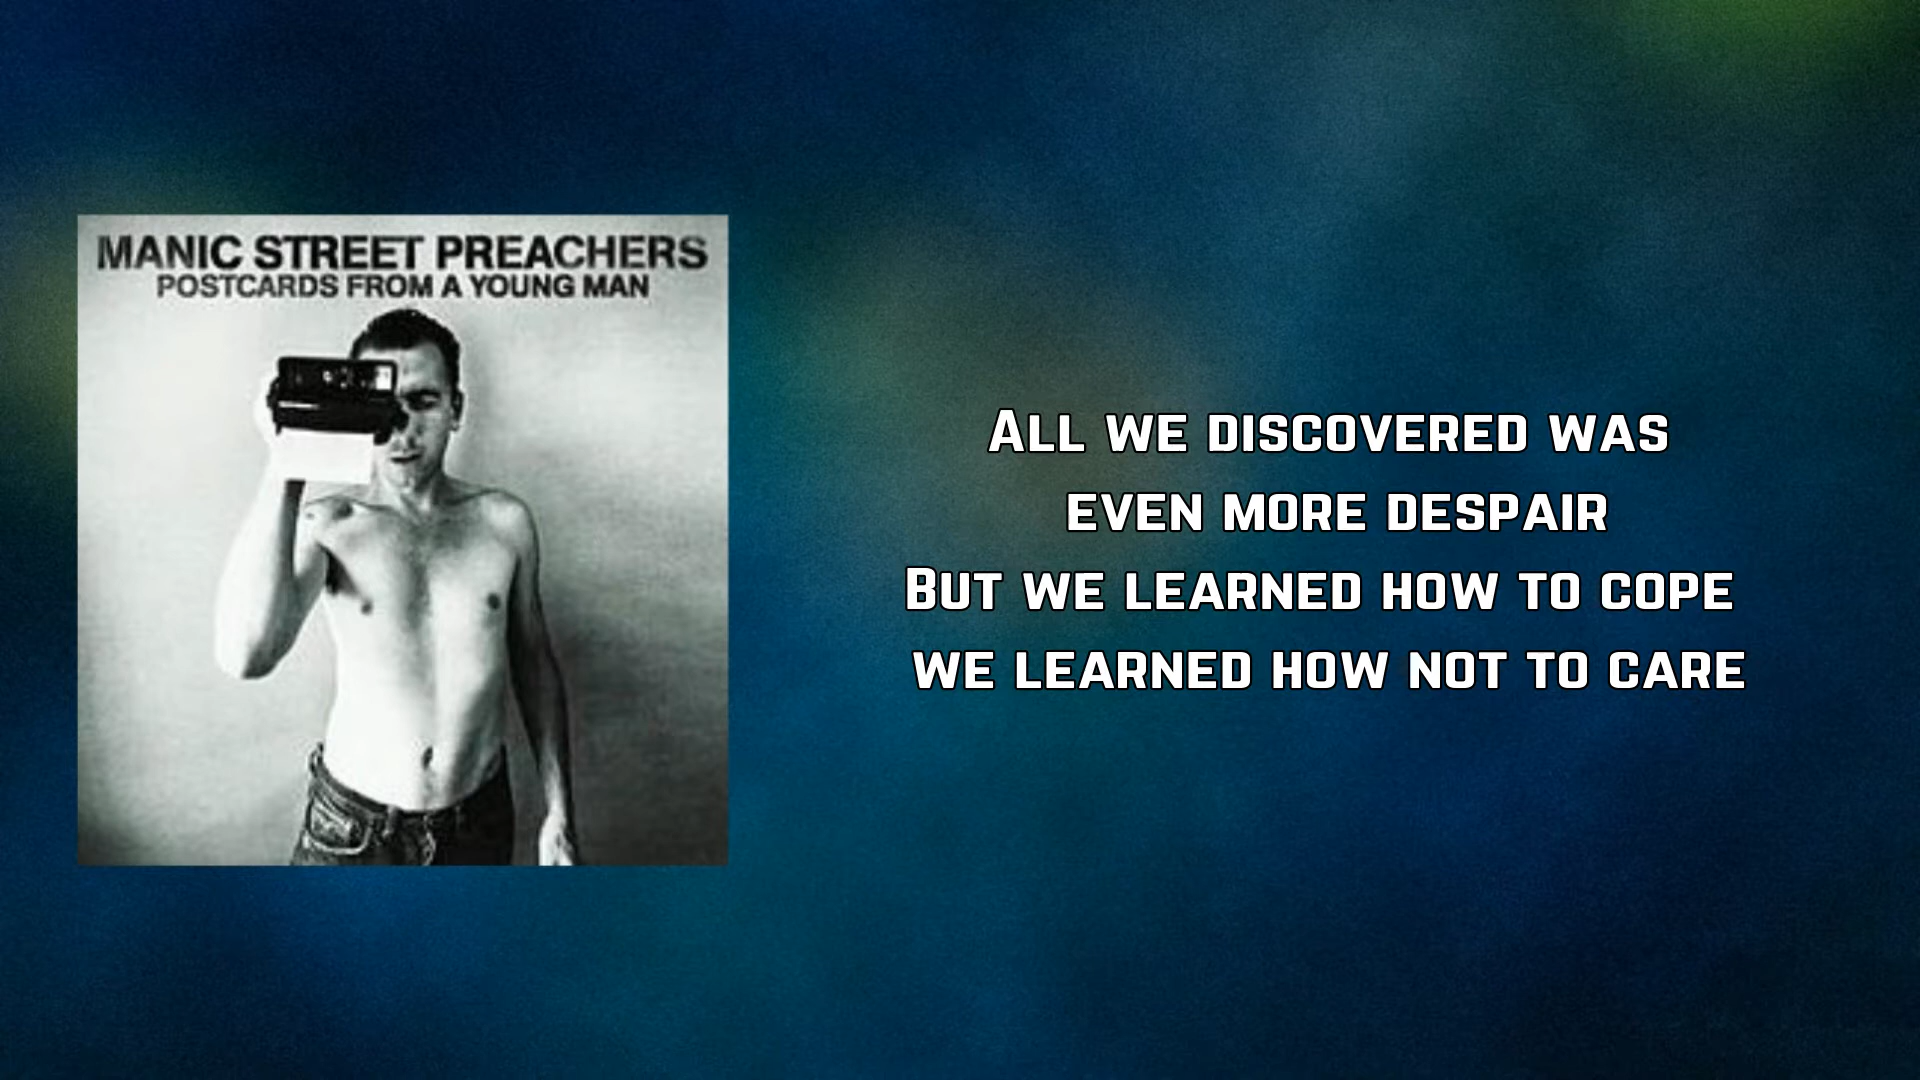 MANIC STREET PREACHERS
POSTCARDS FROM A YOUNG MAN
All we discovered was
even more despair
But we learned how to cope
we learned how not to care